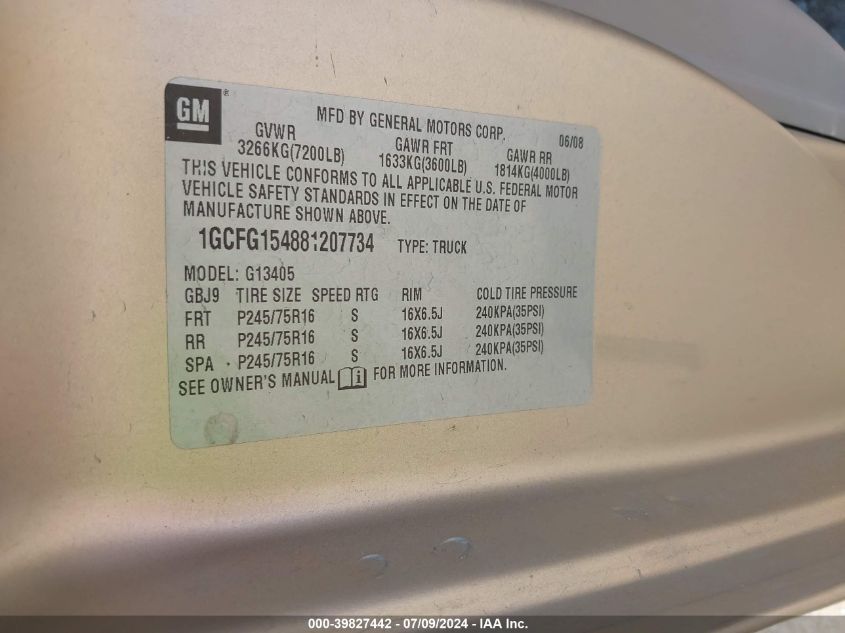 GM ®
MFD BY GENERAL MOTORS CORP. 06/08
GVWR GAWR FRT GAWR RR
3266KG(7200LB) 1633KG(3600LB) 1814KG(4000LB)
THIS VEHICLE CONFORMS TO ALL APPLICABLE U.S. FEDERAL MOTOR
VEHICLE SAFETY STANDARDS IN EFFECT ON THE DATE OF
MANUFACTURE SHOWN ABOVE.
1GCFG154881207734 TYPE: TRUCK
MODEL: G13405
GBJ9 TIRE SIZE SPEED RTG RIM COLD TIRE PRESSURE
FRT P245/75R16 S 16X6.5J 240KPA(35PSI)
RR P245/75R16 S 16X6.5J 240KPA(35PSI)
SPA P245/75R16 S 16X6.5J 240KPA(35PSI)
SEE OWNER'S MANUAL i FOR MORE INFORMATION.
000-39827442 - 07/09/2024 - IAA Inc.